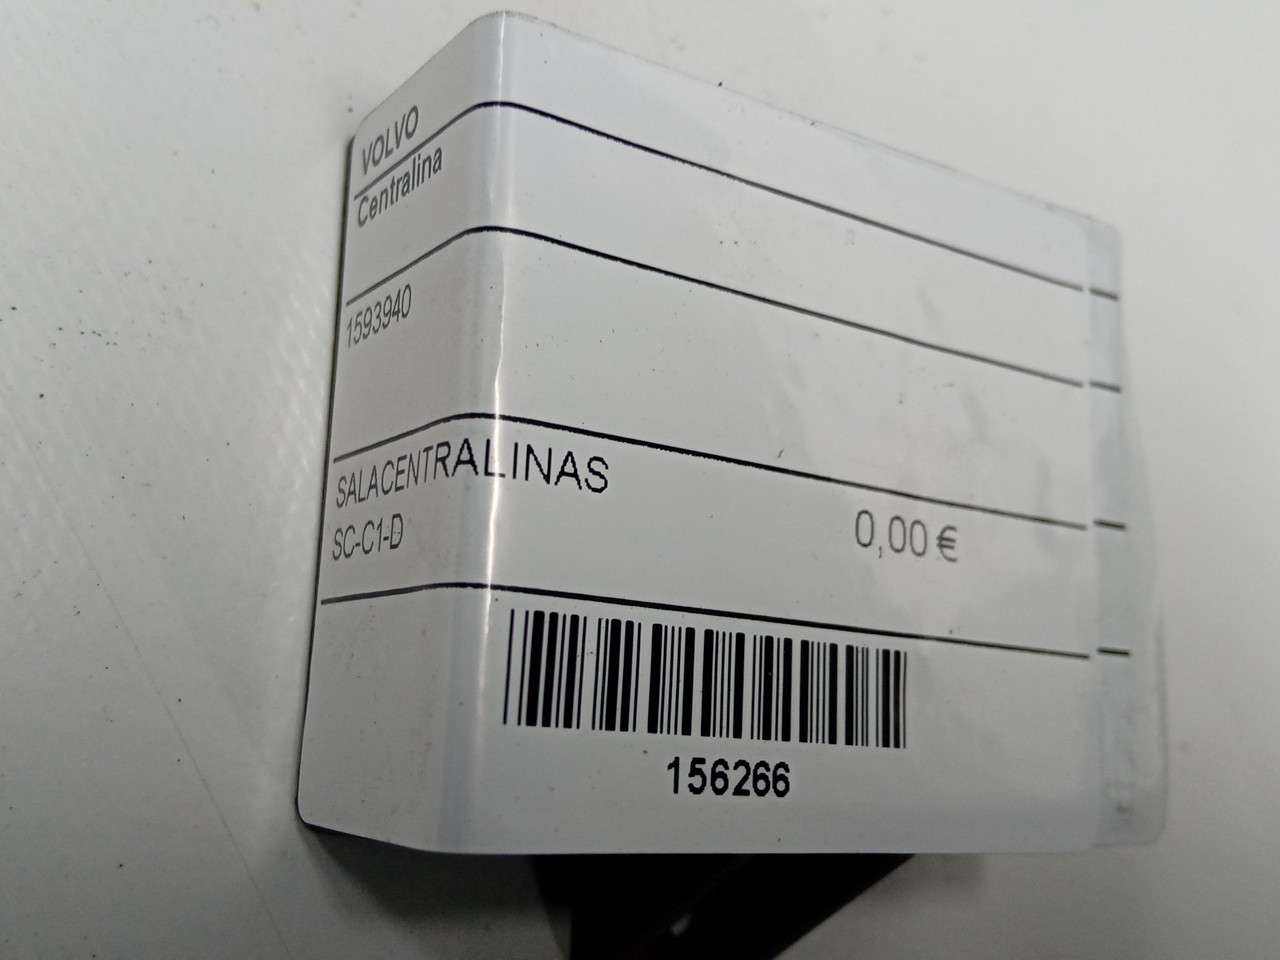 VOLVO
Centralina
1593940
SALACENTRALINAS
SC-C1-D
0,00 €
156266